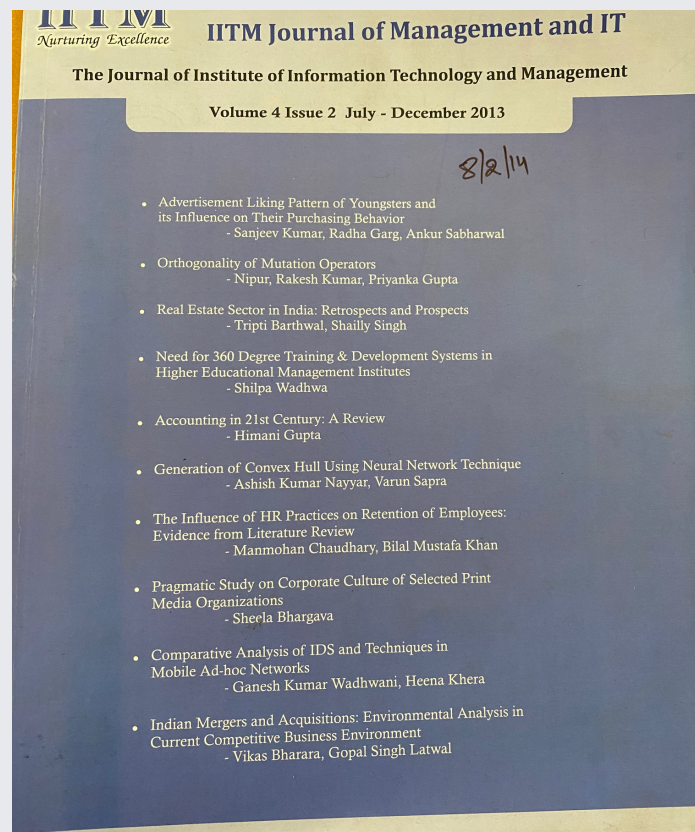 IITM
Nurturing Excellence
IITM Journal of Management and IT
The Journal of Institute of Information Technology and Management
Volume 4 Issue 2 July - December 2013
8/2/14
• Advertisement Liking Pattern of Youngsters and
its Influence on Their Purchasing Behavior
- Sanjeev Kumar, Radha Garg, Ankur Sabharwal
• Orthogonality of Mutation Operators
- Nipur, Rakesh Kumar, Priyanka Gupta
• Real Estate Sector in India: Retrospects and Prospects
- Tripti Barthwal, Shailly Singh
• Need for 360 Degree Training & Development Systems in
Higher Educational Management Institutes
- Shilpa Wadhwa
• Accounting in 21st Century: A Review
- Himani Gupta
• Generation of Convex Hull Using Neural Network Technique
- Ashish Kumar Nayyar, Varun Sapra
• The Influence of HR Practices on Retention of Employees:
Evidence from Literature Review
- Manmohan Chaudhary, Bilal Mustafa Khan
• Pragmatic Study on Corporate Culture of Selected Print
Media Organizations
- Sheela Bhargava
• Comparative Analysis of IDS and Techniques in
Mobile Ad-hoc Networks
- Ganesh Kumar Wadhwani, Heena Khera
• Indian Mergers and Acquisitions: Environmental Analysis in
Current Competitive Business Environment
- Vikas Bharara, Gopal Singh Latwal